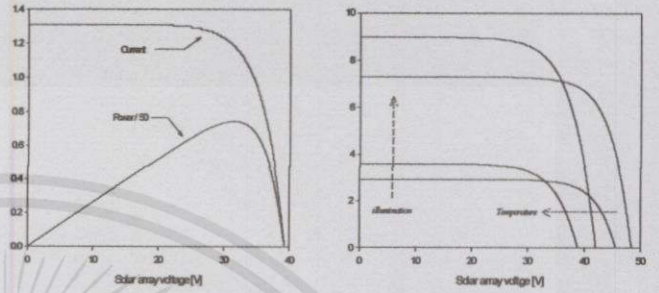 1.4
1.2
1.0
0.8
0.6
0.4
0.2
0.0
Current
Power/50
0 10 20 30 40
Solar array voltage [V]
10
8
6
4
2
0
illumination
Temperature
0 10 20 30 40 50
Solar array voltge [V]